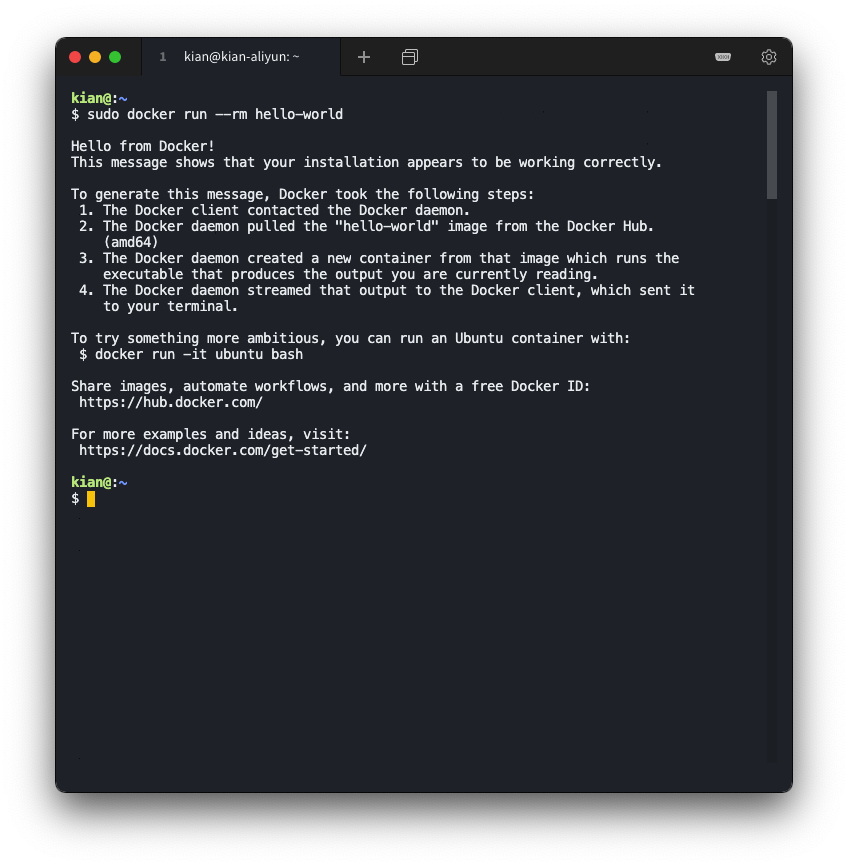 1 kian@kian-aliyun: ~
kian@:~
$ sudo docker run --rm hello-world
Hello from Docker!
This message shows that your installation appears to be working correctly.
To generate this message, Docker took the following steps:
1. The Docker client contacted the Docker daemon.
2. The Docker daemon pulled the "hello-world" image from the Docker Hub.
(amd64)
3. The Docker daemon created a new container from that image which runs the
executable that produces the output you are currently reading.
4. The Docker daemon streamed that output to the Docker client, which sent it
to your terminal.
To try something more ambitious, you can run an Ubuntu container with:
$ docker run -it ubuntu bash
Share images, automate workflows, and more with a free Docker ID:
https://hub.docker.com/
For more examples and ideas, visit:
https://docs.docker.com/get-started/
kian@:~
$